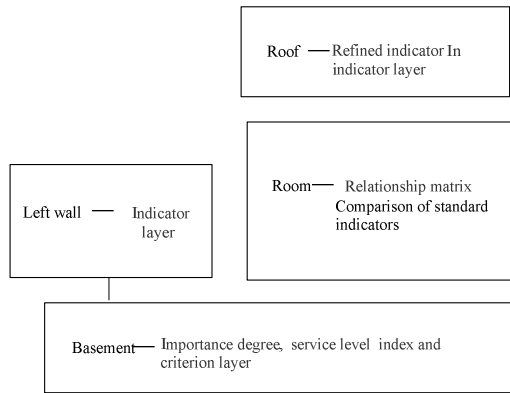 Roof — Refined indicator In
indicator layer
Room — Relationship matrix
Comparison of standard
indicators
Left wall — Indicator
layer
Basement — Importance degree, service level index and
criterion layer